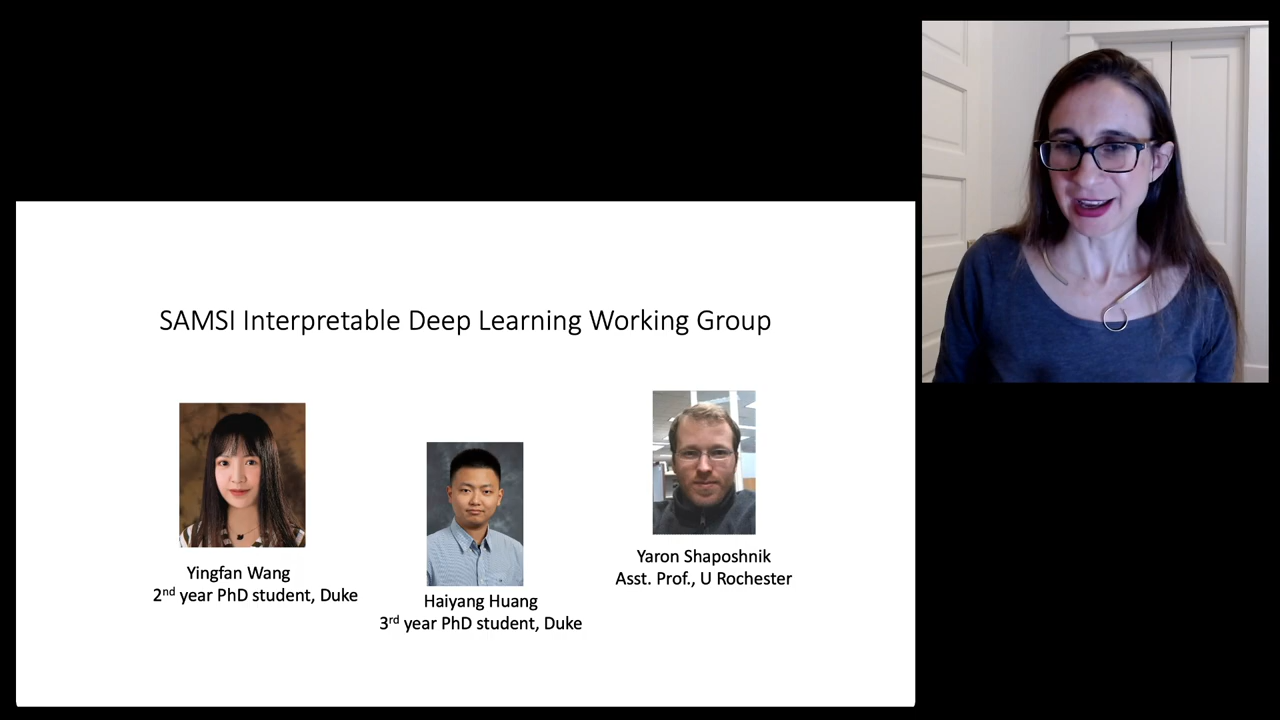 SAMSI Interpretable Deep Learning Working Group
Yingfan Wang
2nd year PhD student, Duke
Haiyang Huang
3rd year PhD student, Duke
Yaron Shaposhnik
Asst. Prof., U Rochester